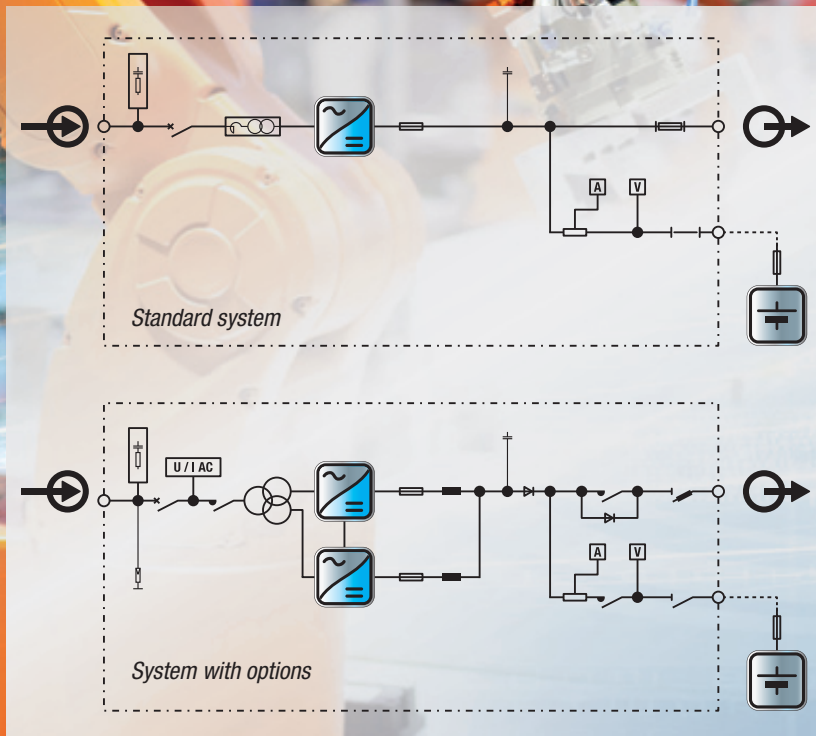 A V
Standard system
U / I AC
A V
System with options